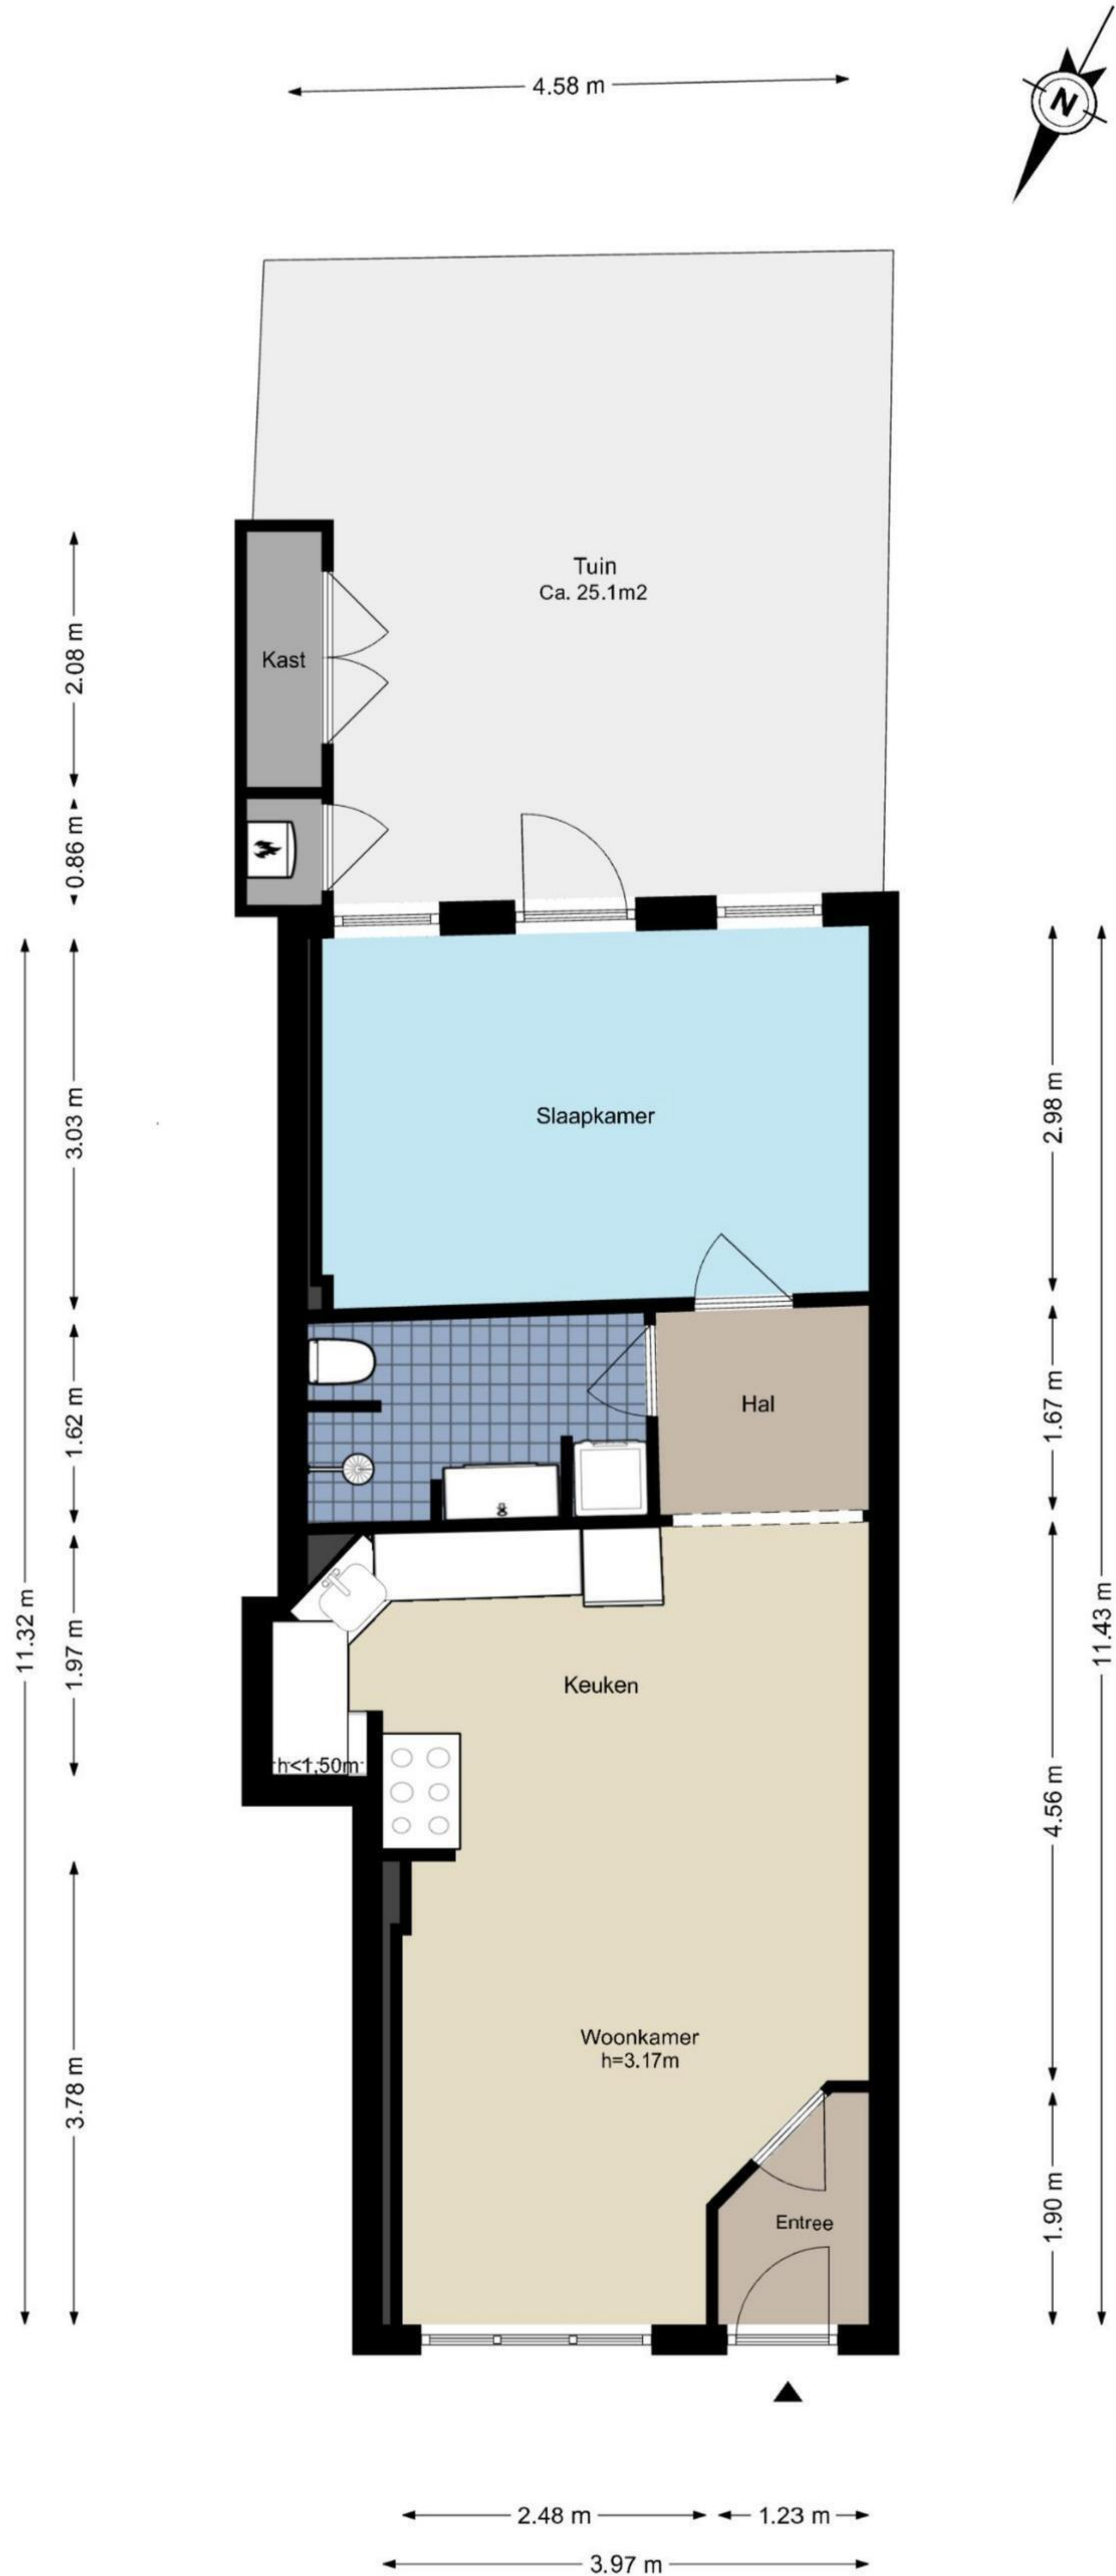 N
4.58 m
Tuin
Ca. 25.1m2
Kast
2.08 m
0.86 m
Slaapkamer
3.03 m
2.98 m
Hal
1.62 m
1.67 m
11.32 m
1.97 m
11.43 m
Keuken
h<1,50m
4.56 m
Woonkamer
h=3.17m
3.78 m
Entree
1.90 m
2.48 m
1.23 m
3.97 m